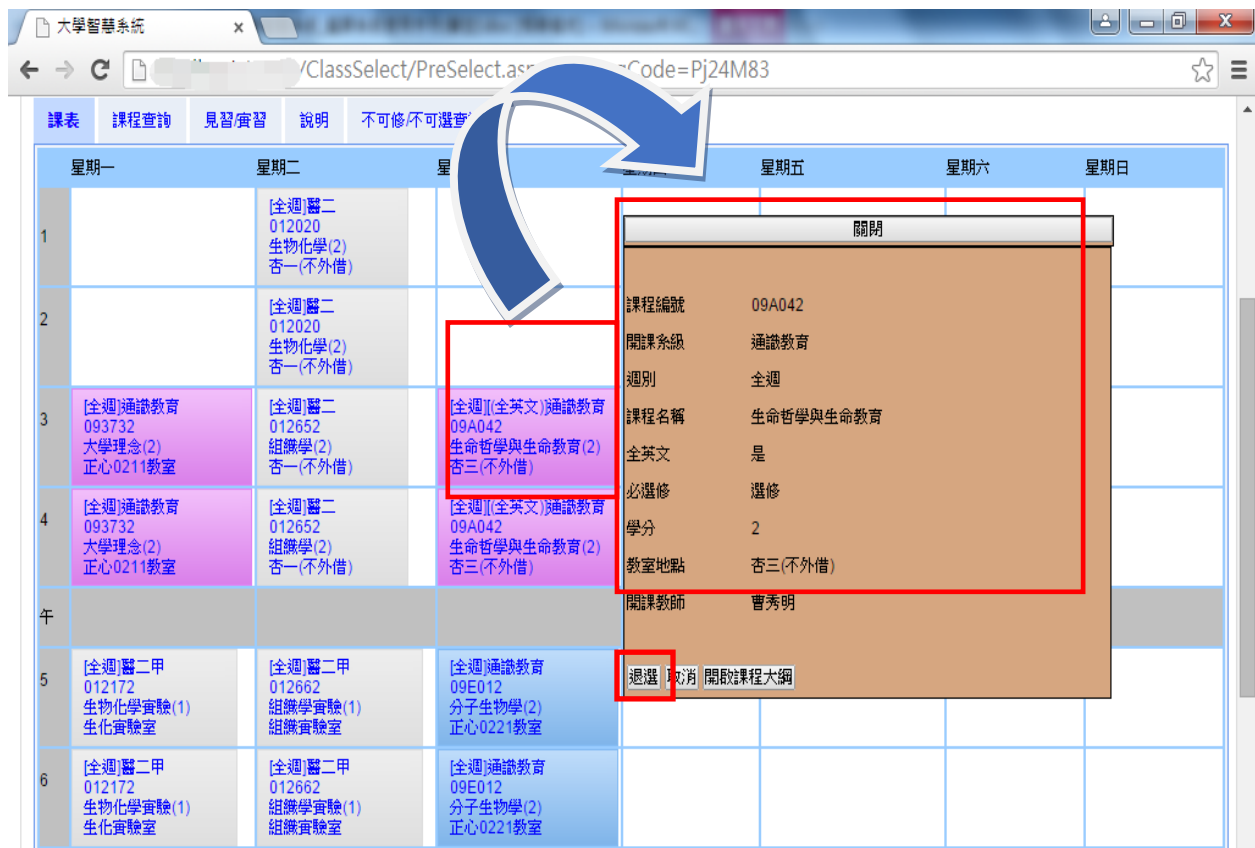 大學智慧系統
/ClassSelect/PreSelect.asp
Code=Pj24M83
課表 課程查詢 見習/實習 說明 不可修/不可選查
星期一 星期二 星 星期五 星期六 星期日
1
[全週]醫二
012020
生物化學(2)
杏一(不外借)
2
[全週]醫二
012020
生物化學(2)
杏一(不外借)
3
[全週]通識教育
093732
大學理念(2)
正心0211教室
[全週]醫二
012652
組織學(2)
杏一(不外借)
[全週][(全英文)]通識教育
09A042
生命哲學與生命教育(2)
杏三(不外借)
4
[全週]通識教育
093732
大學理念(2)
正心0211教室
[全週]醫二
012652
組織學(2)
杏一(不外借)
[全週][(全英文)]通識教育
09A042
生命哲學與生命教育(2)
杏三(不外借)
午
5
[全週]醫二甲
012172
生物化學實驗(1)
生化實驗室
[全週]醫二甲
012662
組織學實驗(1)
組織實驗室
[全週]通識教育
09E012
分子生物學(2)
正心0221教室
6
[全週]醫二甲
012172
生物化學實驗(1)
生化實驗室
[全週]醫二甲
012662
組織學實驗(1)
組織實驗室
[全週]通識教育
09E012
分子生物學(2)
正心0221教室
關閉
課程編號 09A042
開課系級 通識教育
週別 全週
課程名稱 生命哲學與生命教育
全英文 是
必選修 選修
學分 2
教室地點 杏三(不外借)
開課教師 曹秀明
退選 取消 開啟課程大綱